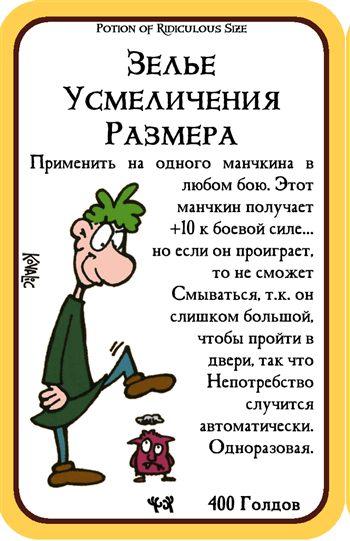 Potion of Ridiculous Size
Зелье
Усмеличения
Размера
Применить на одного манчкина в
любом бою. Этот
манчкин получает
+10 к боевой силе...
но если он проиграет,
то не сможет
Смываться, т.к. он
слишком большой,
чтобы пройти в
двери, так что
Непотребство
случится
автоматически.
Одноразовая.
Kovalic
400 Голдов